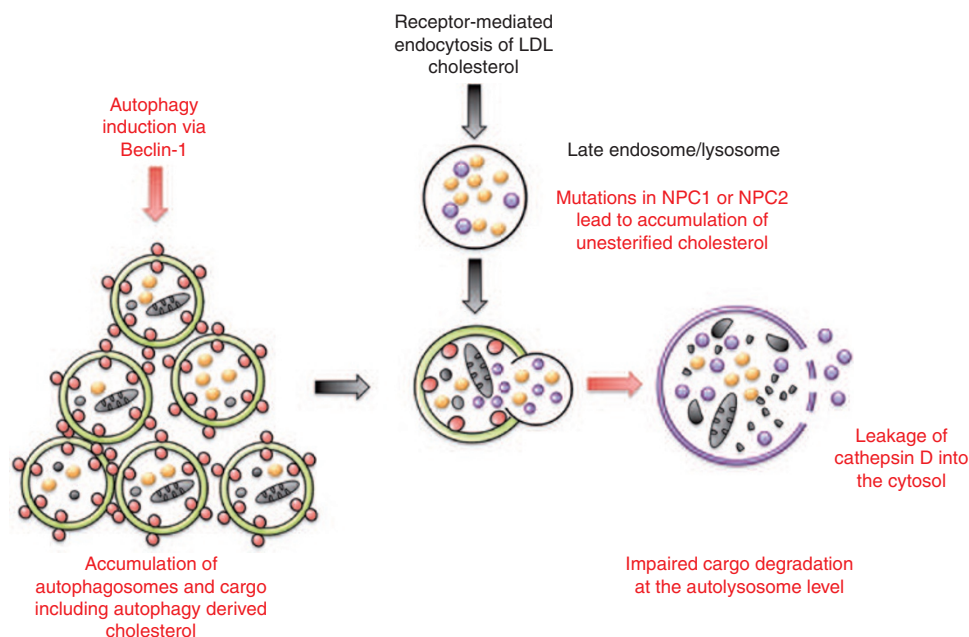 Receptor-mediated
endocytosis of LDL
cholesterol
Autophagy
induction via
Beclin-1
Late endosome/lysosome
Mutations in NPC1 or NPC2
lead to accumulation of
unesterified cholesterol
Leakage of
cathepsin D into
the cytosol
Accumulation of
autophagosomes and cargo
including autophagy derived
cholesterol
Impaired cargo degradation
at the autolysosome level